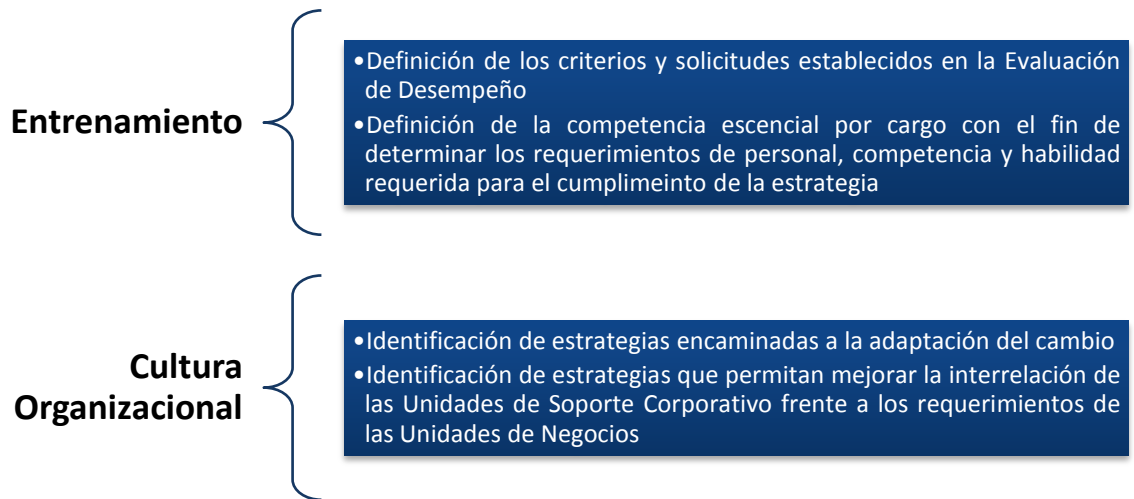 Entrenamiento
•Definición de los criterios y solicitudes establecidos en la Evaluación
de Desempeño
•Definición de la competencia escencial por cargo con el fin de
determinar los requerimientos de personal, competencia y habilidad
requerida para el cumplimeinto de la estrategia
Cultura
Organizacional
•Identificación de estrategias encaminadas a la adaptación del cambio
•Identificación de estrategias que permitan mejorar la interrelación de
las Unidades de Soporte Corporativo frente a los requerimientos de
las Unidades de Negocios